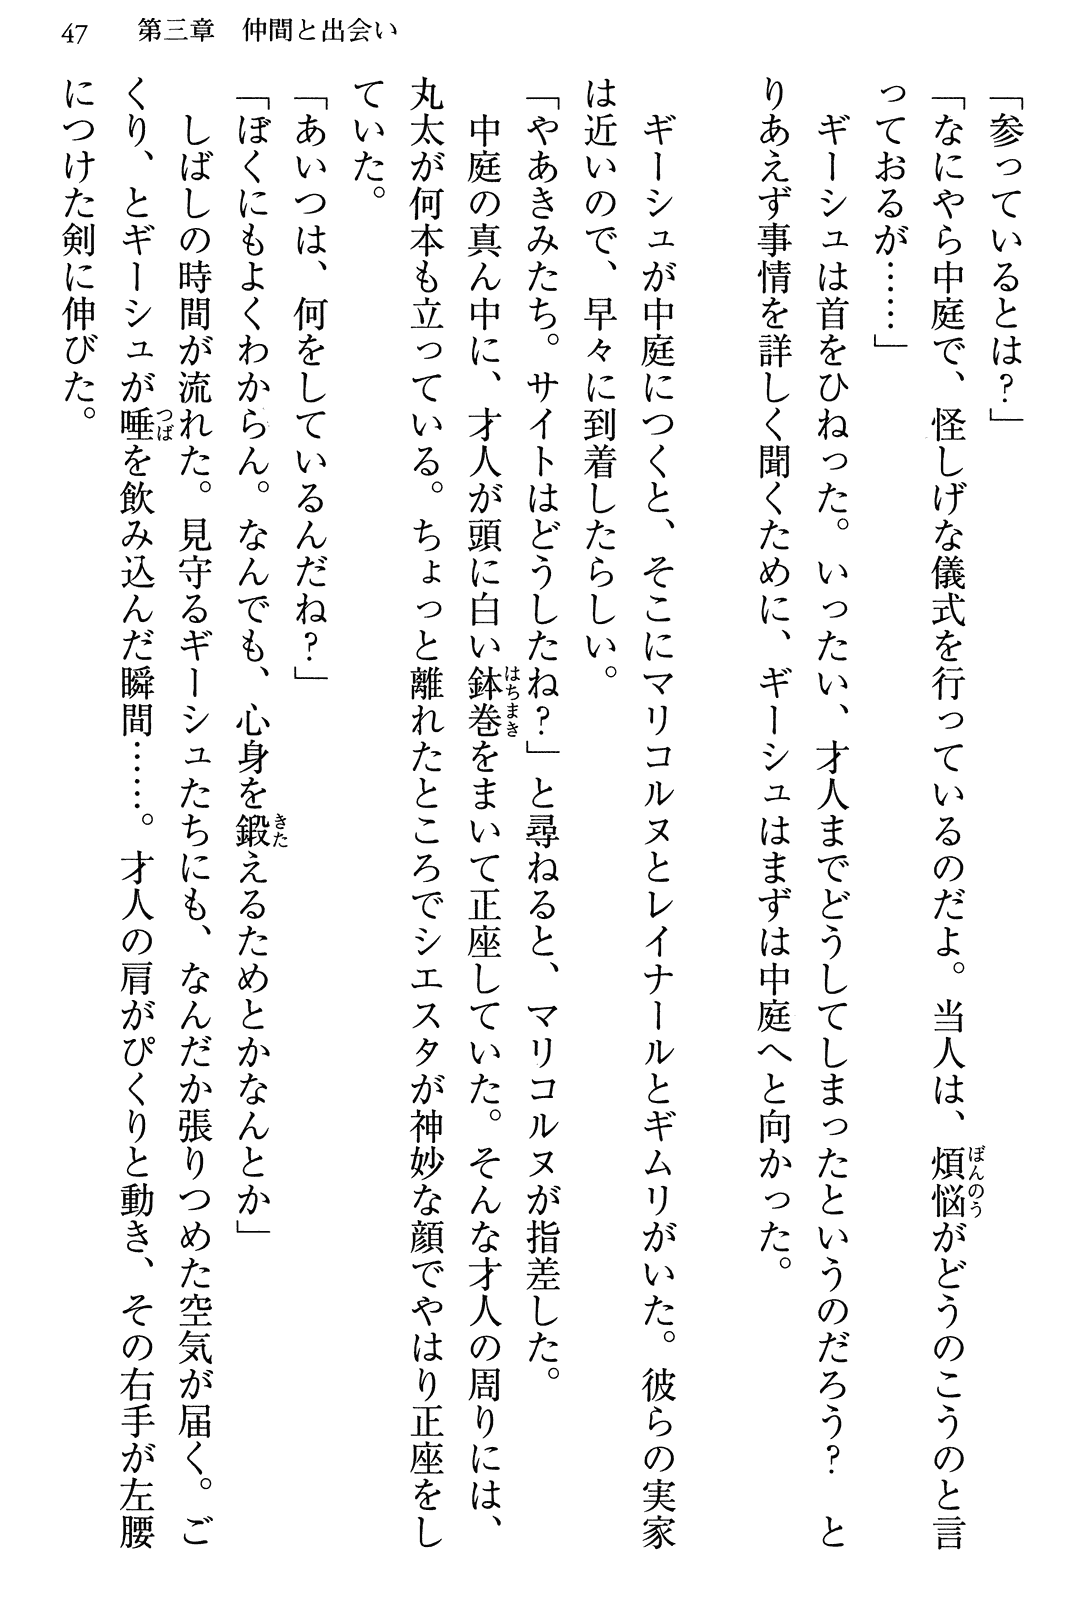 47　第三章　仲間と出会い
「参っているとは？」
「なにやら中庭で、怪しげな儀式を行っているのだよ。当人は、煩悩がどうのこうのと言
っておるが……」
　ギーシュは首をひねった。いったい、才人までどうしてしまったというのだろう？　と
りあえず事情を詳しく聞くために、ギーシュはまずは中庭へと向かった。
　ギーシュが中庭につくと、そこにマリコルヌとレイナールとギムリがいた。彼らの実家
は近いので、早々に到着したらしい。
「やあきみたち。サイトはどうしたね？」と尋ねると、マリコルヌが指差した。
　中庭の真ん中に、才人が頭に白い鉢巻をまいて正座していた。そんな才人の周りには、
丸太が何本も立っている。ちょっと離れたところでシエスタが神妙な顔でやはり正座をし
ていた。
「あいつは、何をしているんだね？」
「ぼくにもよくわからん。なんでも、心身を鍛えるためとかなんとか」
　しばしの時間が流れた。見守るギーシュたちにも、なんだか張りつめた空気が届く。ご
くり、とギーシュが唾を飲み込んだ瞬間……。才人の肩がぴくりと動き、その右手が左腰
につけた剣に伸びた。
ぼんのう
はちまき
きた
つば